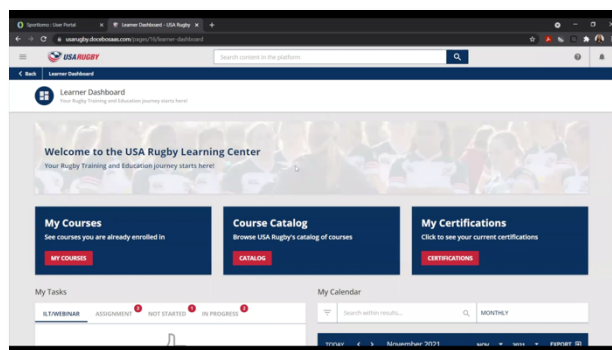 Sportlomo : User Portal
Learner Dashboard - USA Rugby
usarugby.docebosaas.com/pages/16/learner-dashboard
USA RUGBY
Search content in the platform
Back
Learner Dashboard
Learner Dashboard
Your Rugby Training and Education journey starts here!
Welcome to the USA Rugby Learning Center
Your Rugby Training and Education journey starts here!
My Courses
See courses you are already enrolled in
MY COURSES
Course Catalog
Browse USA Rugby's catalog of courses
CATALOG
My Certifications
Click to see your current certifications
CERTIFICATIONS
My Tasks
ILT/WEBINAR
ASSIGNMENT
NOT STARTED
IN PROGRESS
My Calendar
Search within results...
MONTHLY
TODAY
November 2021
NOV
2021
EXPORT